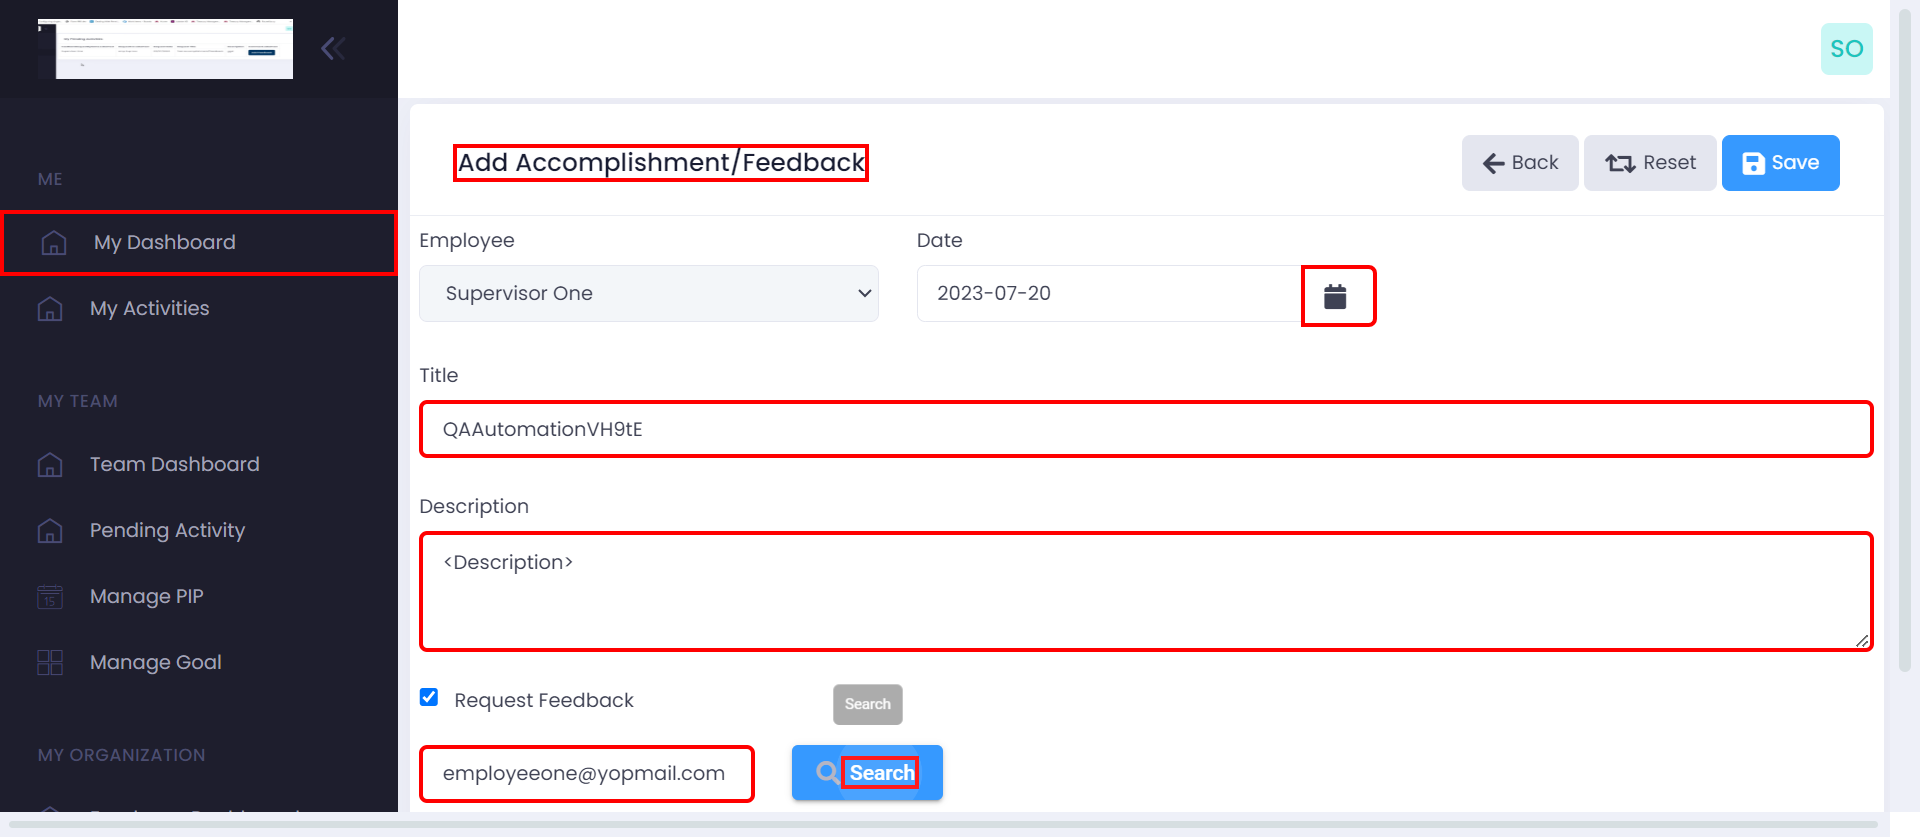 SO
ME
My Dashboard
My Activities
MY TEAM
Team Dashboard
Pending Activity
Manage PIP
15
Manage Goal
MY ORGANIZATION
Add Accomplishment/Feedback
Back
Reset
Save
Employee
Date
Supervisor One
2023-07-20
Title
QAAutomationVH9tE
Description
<Description>
Request Feedback
Search
employeeone@yopmail.com
Search